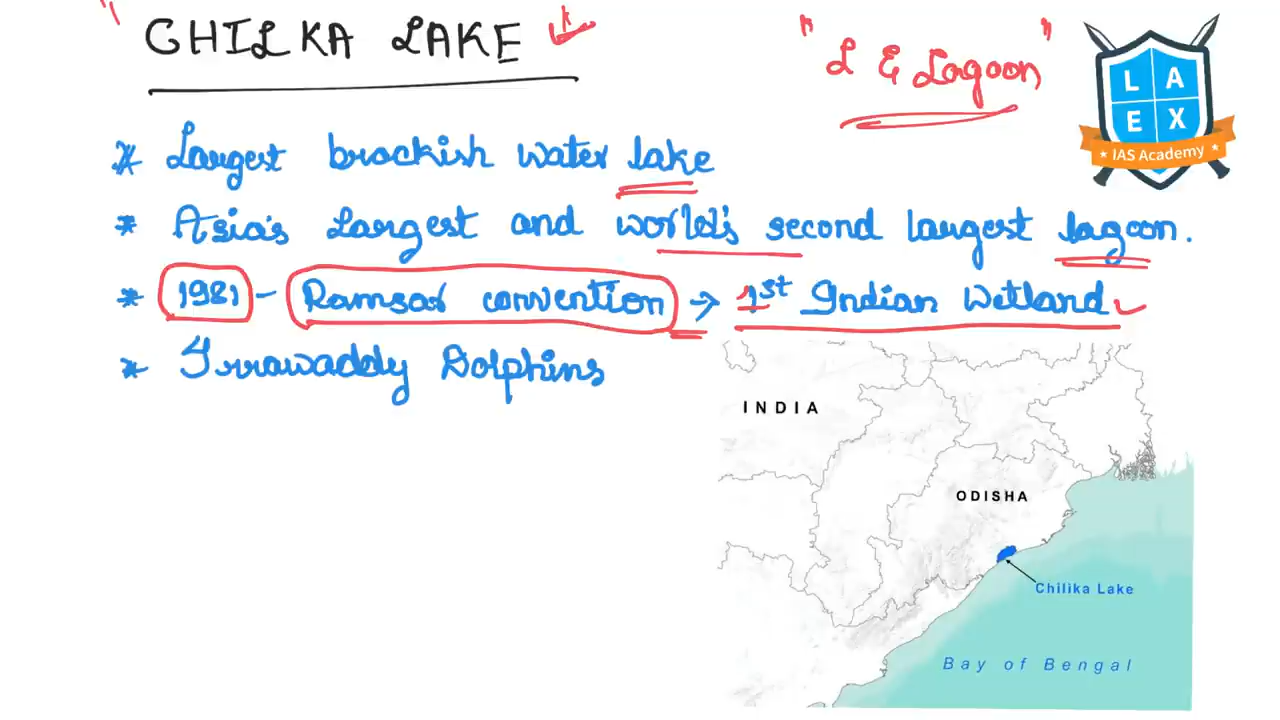 " CHILKA LAKE
" L & Lagoon "
L A
E X
IAS Academy
* Largest brackish water lake
* Asia's Largest and world's second largest lagoon.
* 1981 - Ramsar convention → 1st Indian Wetland
* Irrawaddy Dolphins
INDIA
ODISHA
Chilika Lake
Bay of Bengal